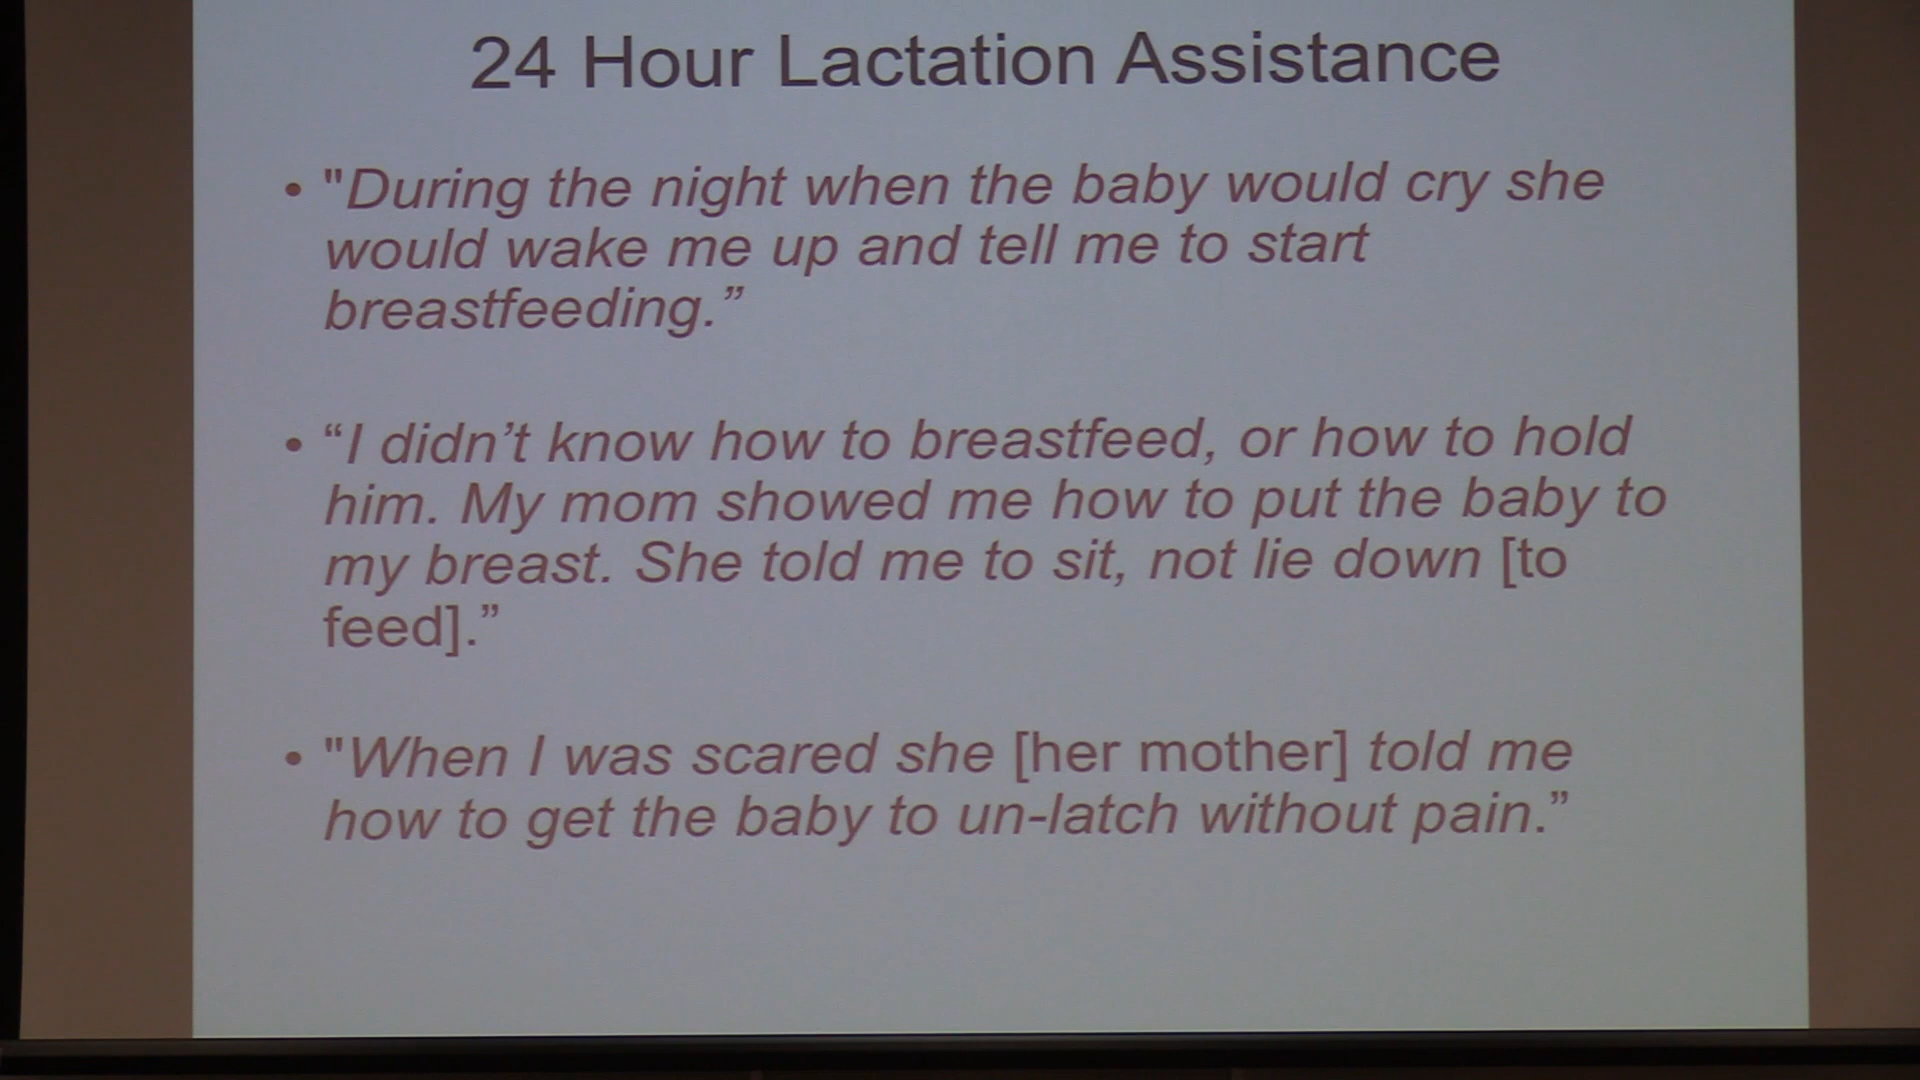 24 Hour Lactation Assistance
• "During the night when the baby would cry she
would wake me up and tell me to start
breastfeeding.”
• “I didn’t know how to breastfeed, or how to hold
him. My mom showed me how to put the baby to
my breast. She told me to sit, not lie down [to
feed].”
• "When I was scared she [her mother] told me
how to get the baby to un-latch without pain.”